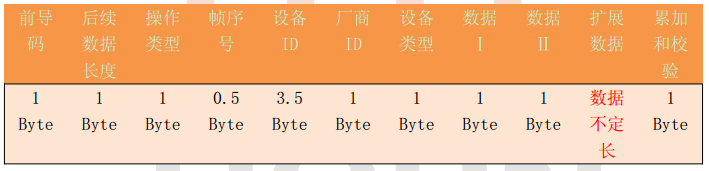 前导码 后续数据长度 操作类型 帧序号 设备ID 厂商ID 设备类型 数据Ⅰ 数据Ⅱ 扩展数据 累加和校验
1 Byte 1 Byte 1 Byte 0.5 Byte 3.5 Byte 1 Byte 1 Byte 1 Byte 1 Byte 数据不定长 1 Byte